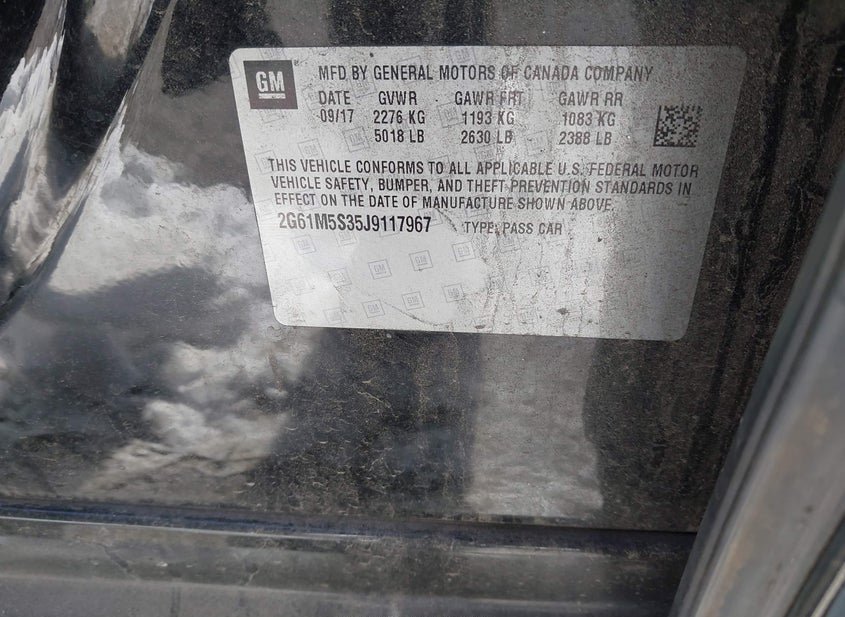 GM MFD BY GENERAL MOTORS OF CANADA COMPANY
DATE GVWR GAWR FRT GAWR RR
09/17 2276 KG 1193 KG 1083 KG
5018 LB 2630 LB 2388 LB
THIS VEHICLE CONFORMS TO ALL APPLICABLE U.S. FEDERAL MOTOR
VEHICLE SAFETY, BUMPER, AND THEFT PREVENTION STANDARDS IN
EFFECT ON THE DATE OF MANUFACTURE SHOWN ABOVE.
2G61M5S35J9117967 TYPE: PASS CAR